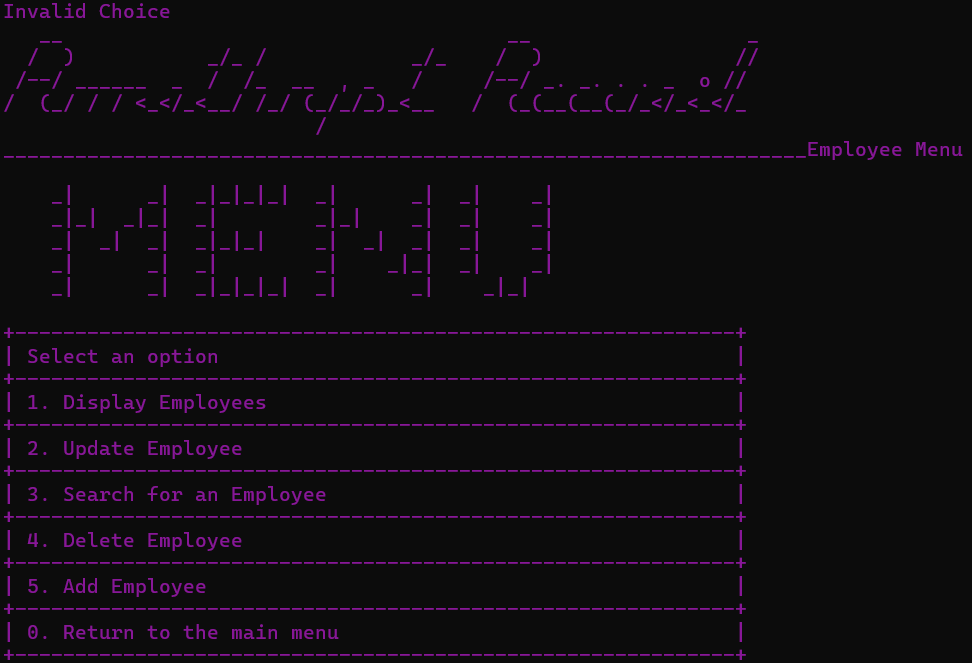 Invalid Choice
Employee Menu
MENU
Select an option
1. Display Employees
2. Update Employee
3. Search for an Employee
4. Delete Employee
5. Add Employee
0. Return to the main menu